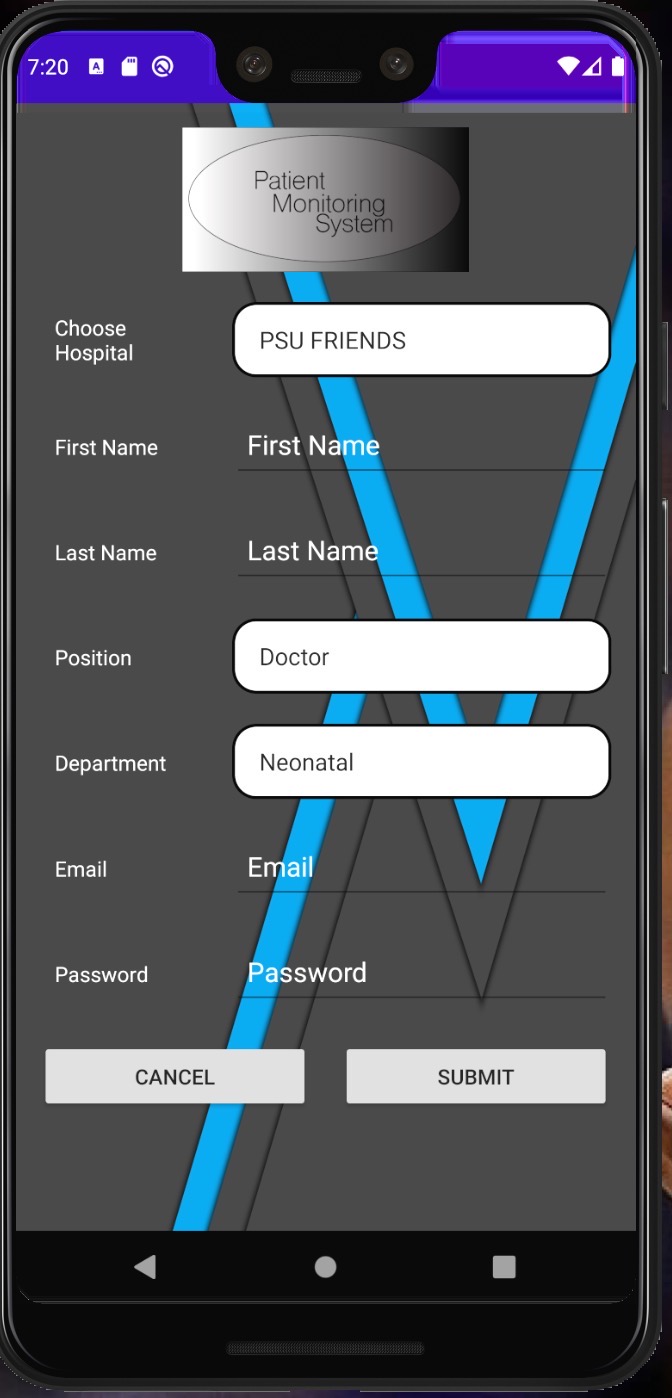 7:20
Patient
Monitoring
System
Choose
Hospital
PSU FRIENDS
First Name
First Name
Last Name
Last Name
Position
Doctor
Department
Neonatal
Email
Email
Password
Password
CANCEL
SUBMIT